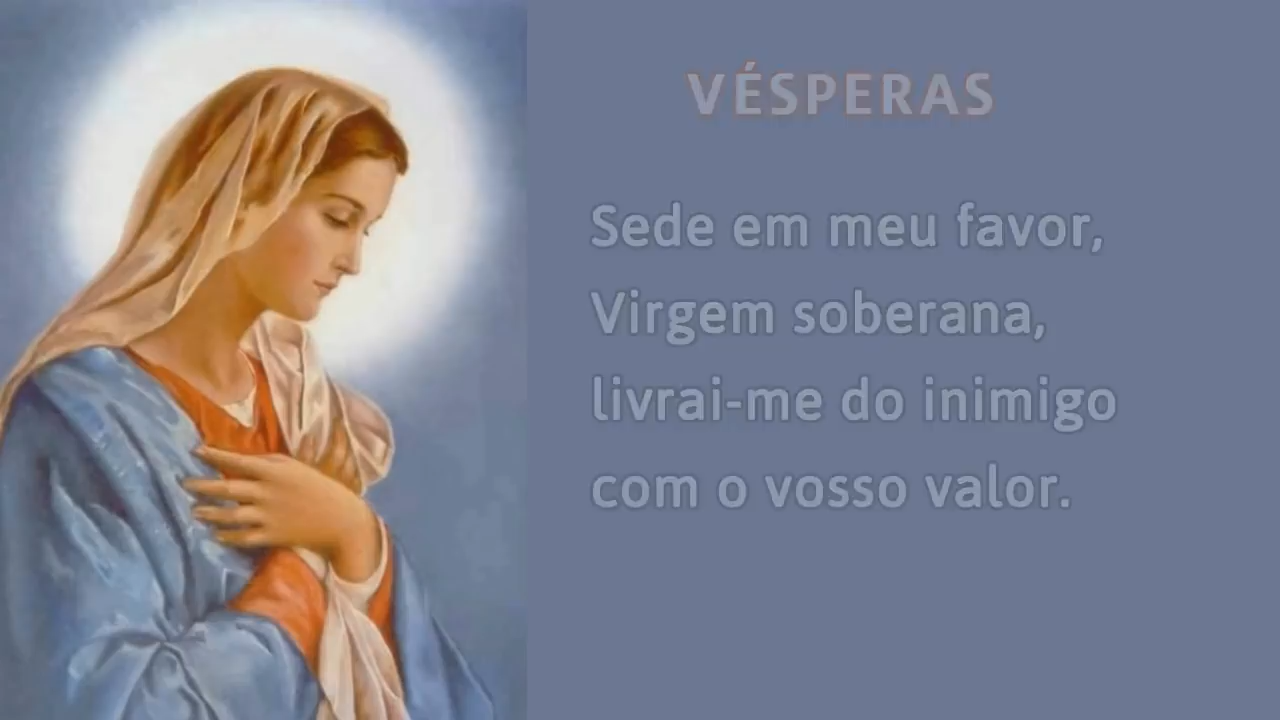 VÉSPERAS
Sede em meu favor,
Virgem soberana,
livrai-me do inimigo
com o vosso valor.